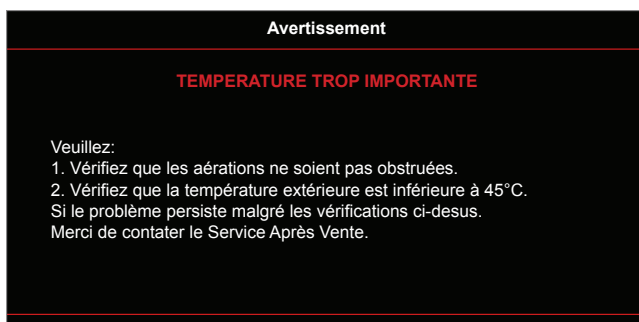 Avertissement
TEMPERATURE TROP IMPORTANTE
Veuillez:
1. Vérifiez que les aérations ne soient pas obstruées.
2. Vérifiez que la température extérieure est inférieure à 45°C.
Si le problème persiste malgré les vérifications ci-desus.
Merci de contater le Service Après Vente.